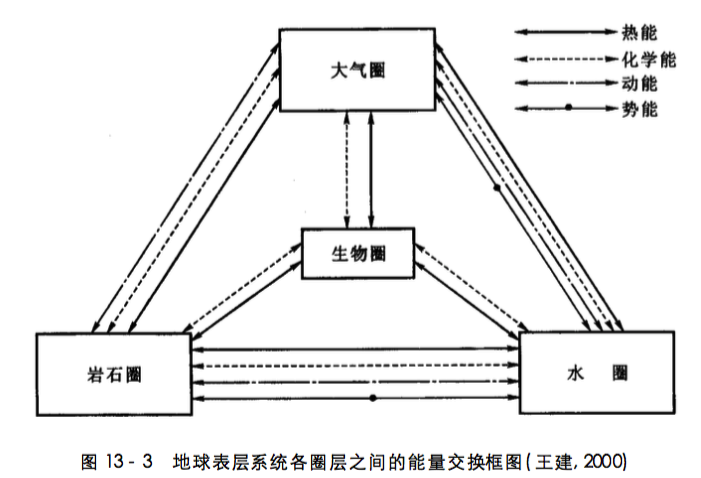 大气圈
热能
化学能
动能
势能
生物圈
岩石圈
水 圈
图 13-3 地球表层系统各圈层之间的能量交换框图(王建,2000)